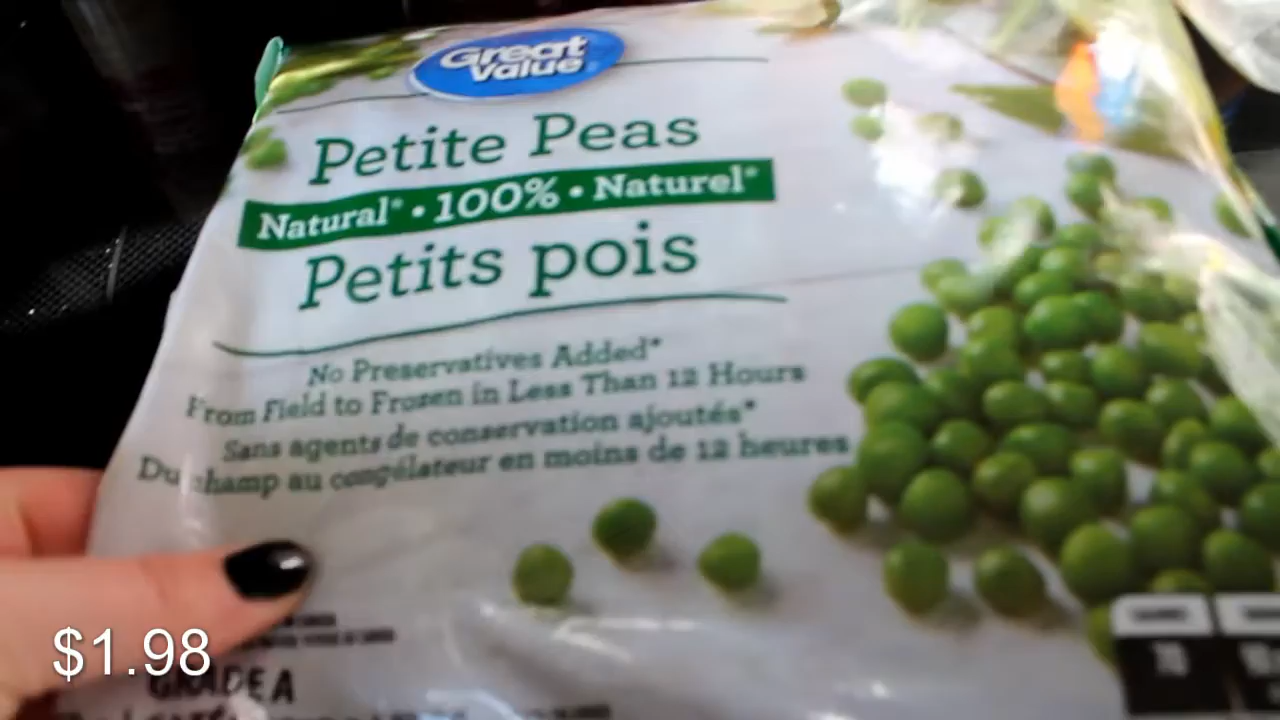 Great
Value
Petite Peas
Natural* • 100% • Naturel*
Petits pois
No Preservatives Added*
From Field to Frozen in Less Than 12 Hours
Sans agents de conservation ajoutés*
Du champ au congélateur en moins de 12 heures
$1.98
GRADE A